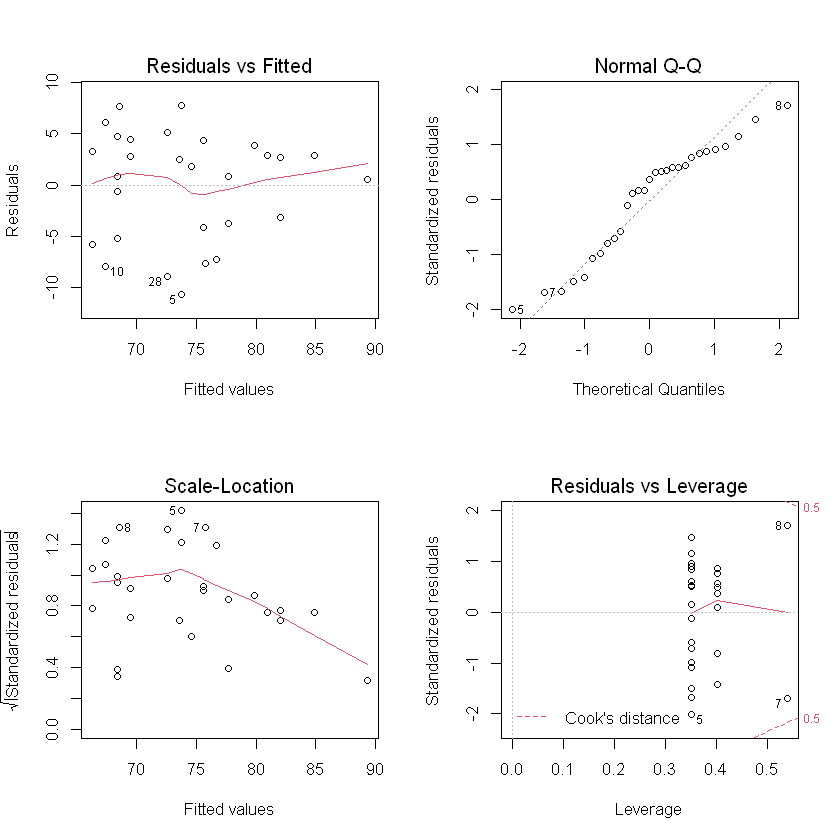 Residuals vs Fitted
Residuals
10
5
0
-5
-10
10
28
5
70 75 80 85 90
Fitted values
Normal Q-Q
Standardized residuals
2
1
0
-1
-2
8
7
5
-2 -1 0 1 2
Theoretical Quantiles
Scale-Location
√|Standardized residuals|
1.2
0.8
0.4
0.0
5
8
7
70 75 80 85 90
Fitted values
Residuals vs Leverage
Standardized residuals
2
1
0
-1
-2
0.5
8
7
5
0.5
Cook's distance
0.0 0.1 0.2 0.3 0.4 0.5
Leverage